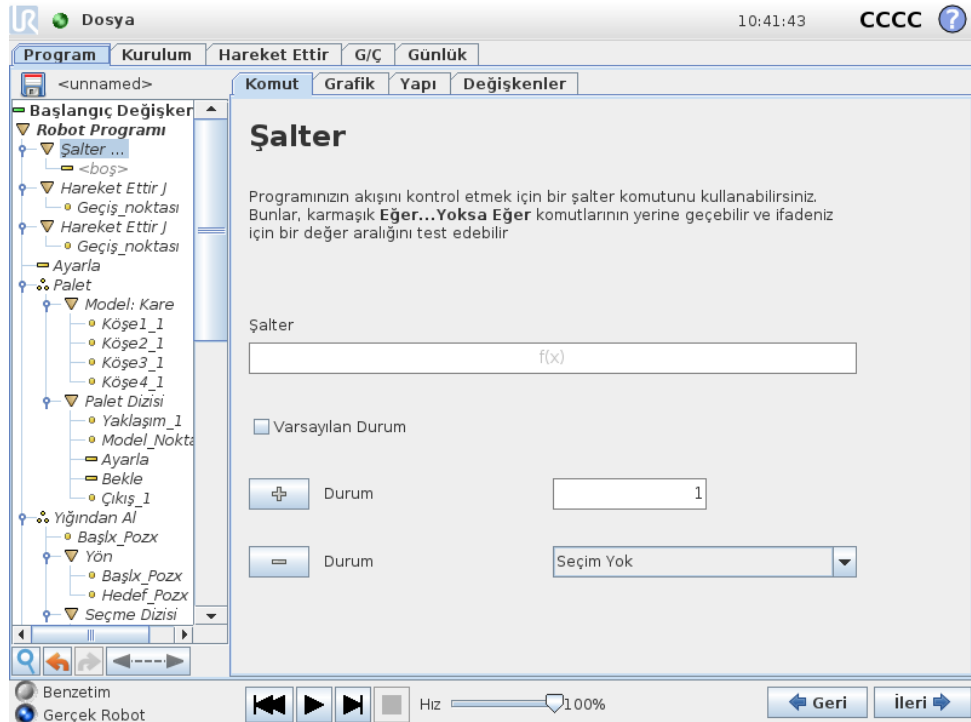 UR Dosya 10:41:43 CCCC ?
Program Kurulum Hareket Ettir G/Ç Günlük
<unnamed>
Komut Grafik Yapı Değişkenler
Başlangıç Değişker
Robot Programı
Şalter ...
<boş>
Hareket Ettir J
Geçiş_noktası
Hareket Ettir J
Geçiş_noktası
Ayarla
Palet
Model: Kare
Köşe1_1
Köşe2_1
Köşe3_1
Köşe4_1
Palet Dizisi
Yaklaşım_1
Model_Nokta
Ayarla
Bekle
Çıkış_1
Yığından Al
Başlx_Pozx
Yön
Başlx_Pozx
Hedef_Pozx
Seçme Dizisi
Şalter
Programınızın akışını kontrol etmek için bir şalter komutunu kullanabilirsiniz.
Bunlar, karmaşık Eğer...Yoksa Eğer komutlarının yerine geçebilir ve ifadeniz
için bir değer aralığını test edebilir
Şalter
f(x)
Varsayılan Durum
Durum 1
Durum Seçim Yok
Benzetim
Gerçek Robot
Hız 100%
Geri İleri